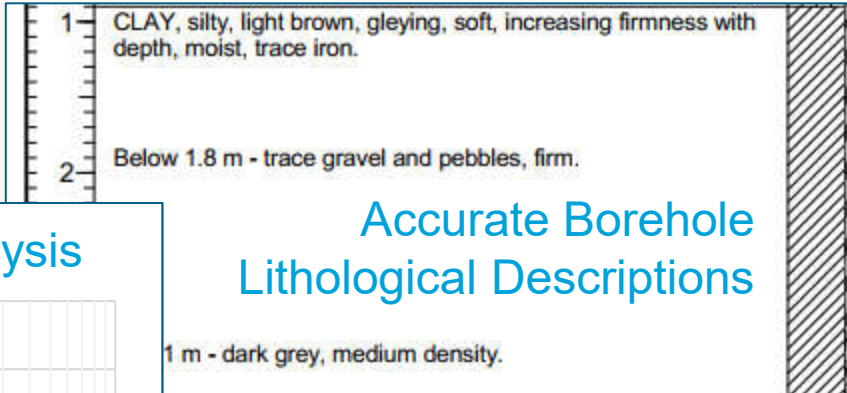 1
CLAY, silty, light brown, gleying, soft, increasing firmness with
depth, moist, trace iron.
Below 1.8 m - trace gravel and pebbles, firm.
2
Accurate Borehole
Lithological Descriptions
ysis
1 m - dark grey, medium density.